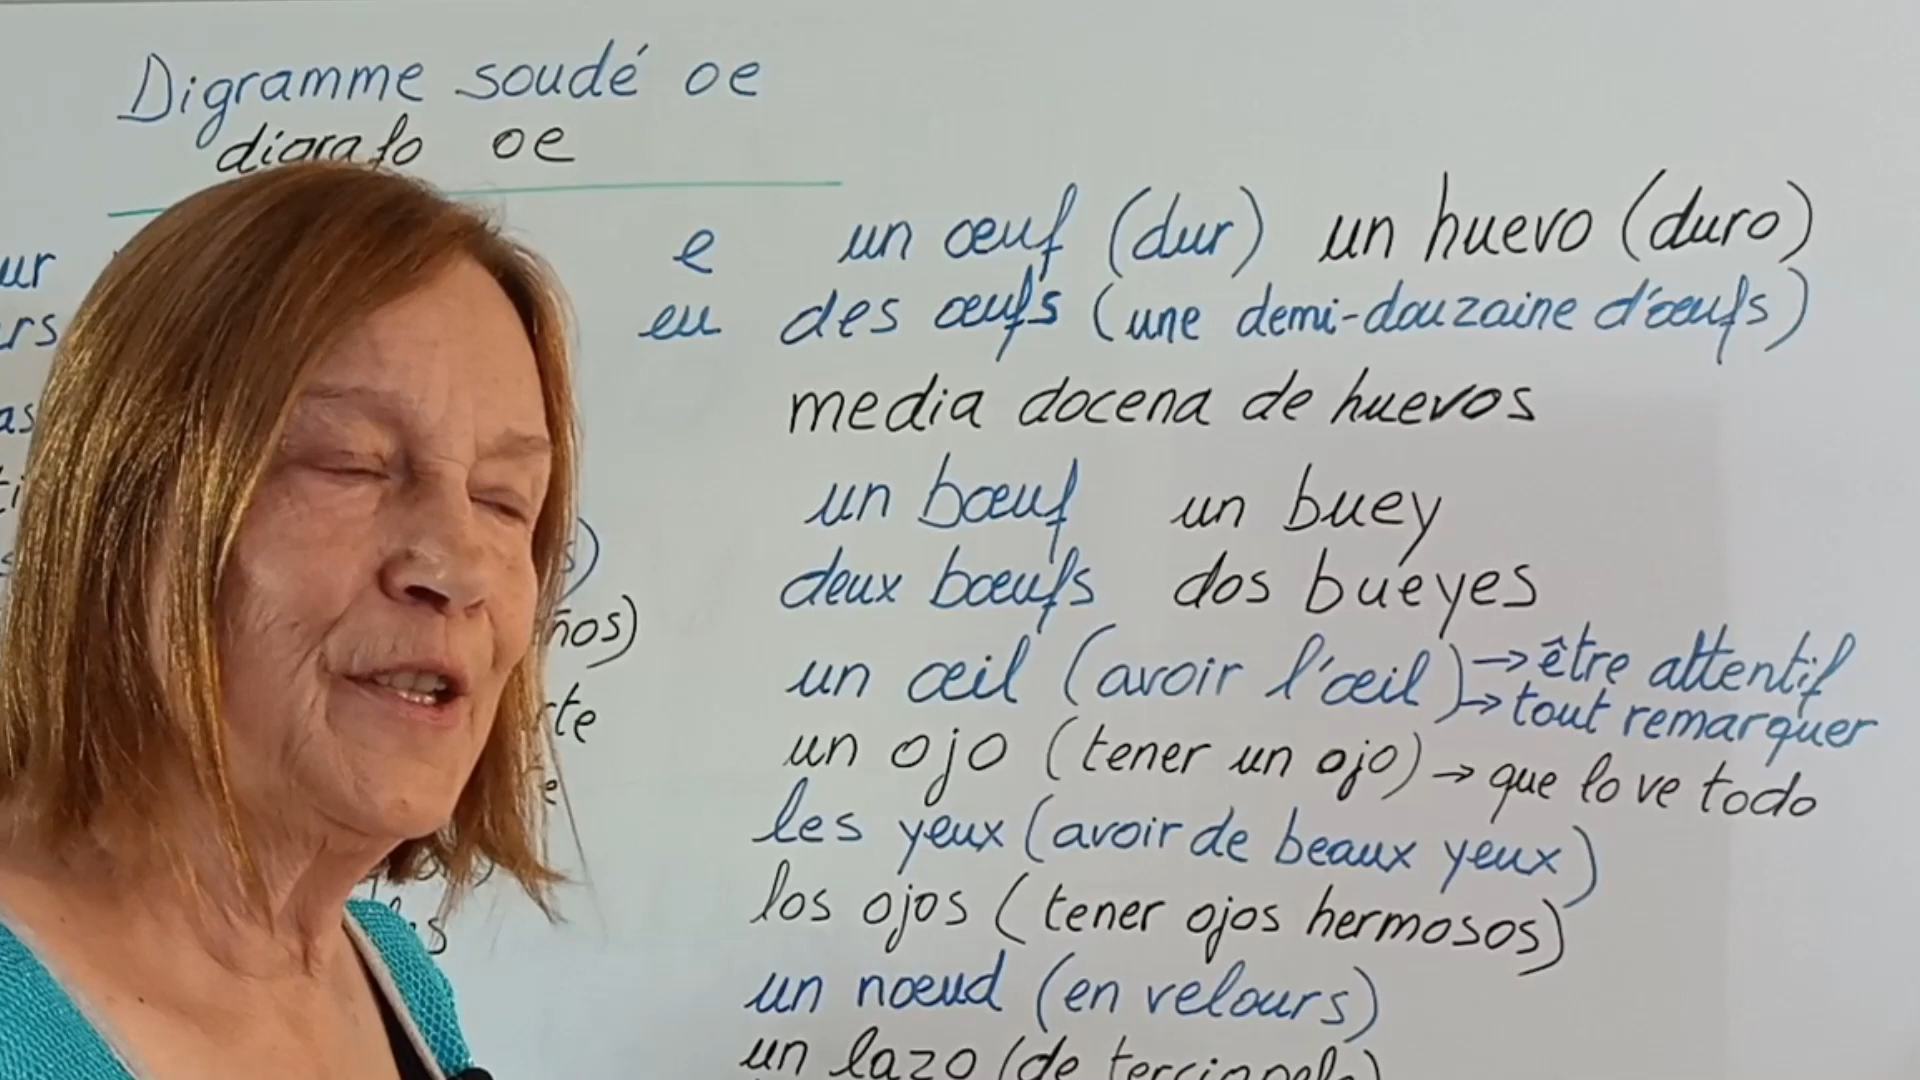 Digramme soudé oe
digrafo oe
e un œuf (dur) un huevo (duro)
eu des œufs (une demi-douzaine d'œufs)
media docena de huevos
un bœuf un buey
deux bœufs dos bueyes
un œil (avoir l'œil) → être attentif
→ tout remarquer
un ojo (tener un ojo) → que lo ve todo
les yeux (avoir de beaux yeux)
los ojos (tener ojos hermosos)
un nœud (en velours)
un lazo (de terciopelo)